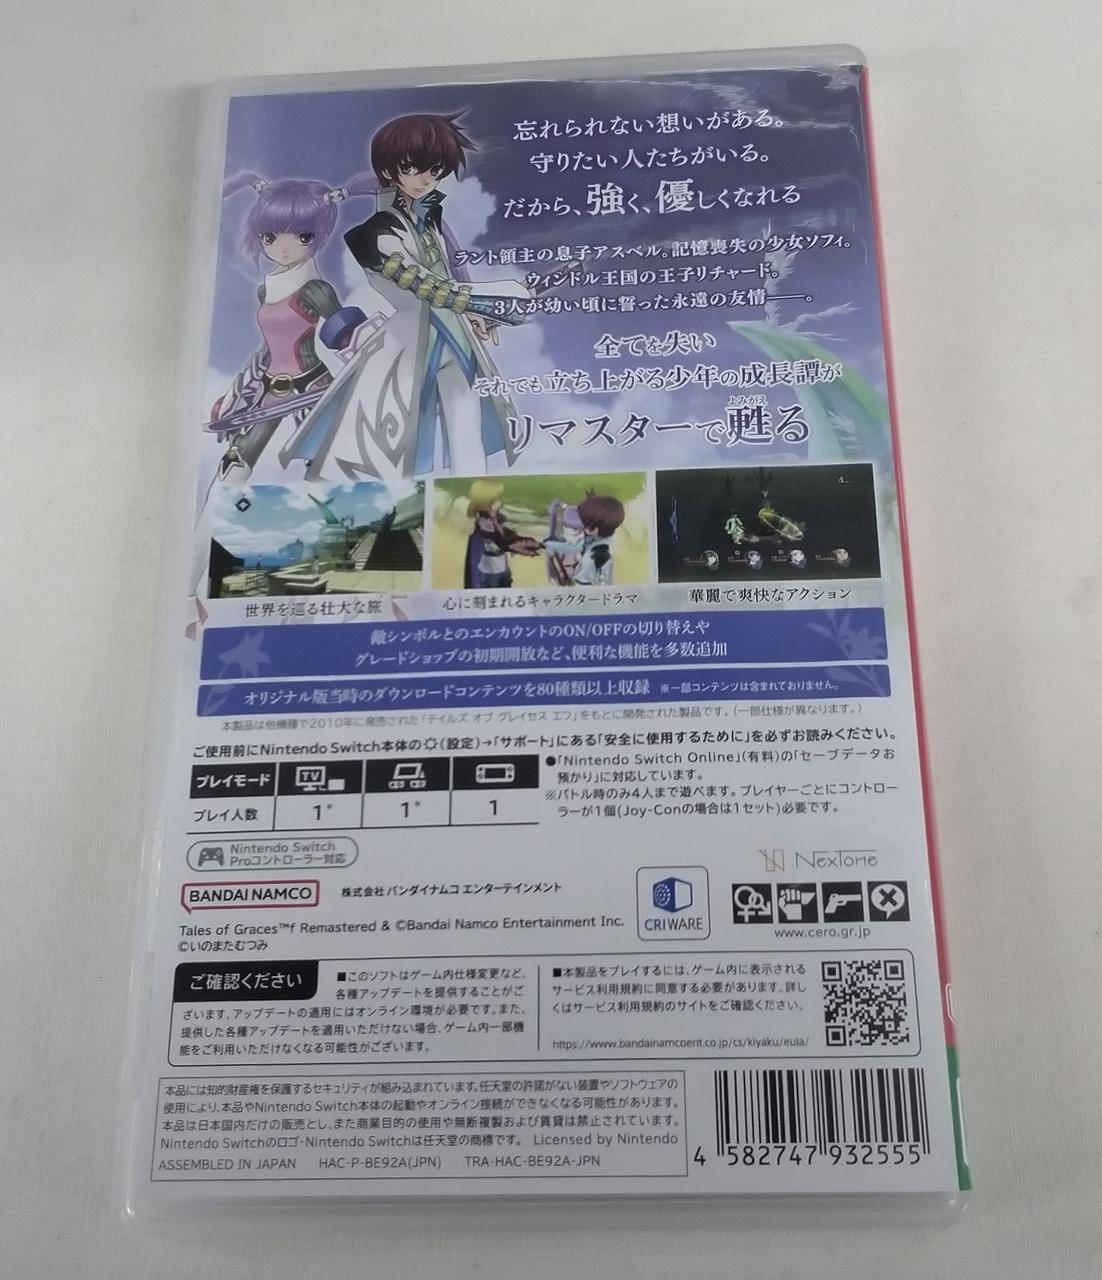 忘れられない想いがある。
守りたい人たちがいる。
だから、強く、優しくなれる
ラント領主の息子アスベル。記憶喪失の少女ソフィ。
ウィンドル王国の王子リチャード。
3人が幼い頃に誓った永遠の友情――。
全てを失い
それでも立ち上がる少年の成長譚が
よみがえ
リマスターで甦る
世界を巡る壮大な旅
心に刻まれるキャラクタードラマ
華麗で爽快なアクション
敵シンボルとのエンカウントのON/OFFの切り替えや
グレードショップの初期開放など、便利な機能を多数追加
オリジナル版当時のダウンロードコンテンツを80種類以上収録 ※一部コンテンツは含まれておりません。
本製品は他機種で2010年に発売された「テイルズ オブ グレイセス エフ」をもとに開発された製品です。(一部仕様が異なります。)
ご使用前にNintendo Switch本体の(設定)→「サポート」にある「安全に使用するために」を必ずお読みください。
プレイモード TV
プレイ人数 1* 1* 1
●「Nintendo Switch Online」(有料)の「セーブデータお
預かり」に対応しています。
※バトル時のみ4人まで遊べます。プレイヤーごとにコントロー
ラーが1個(Joy-Conの場合は1セット)必要です。
Nintendo Switch
Proコントローラー対応
NexTone
BANDAI NAMCO 株式会社 バンダイナムコ エンターテインメント
CRIWARE
www.cero.gr.jp
Tales of Graces™f Remastered & ©Bandai Namco Entertainment Inc.
©いのまたむつみ
ご確認ください
■このソフトはゲーム内仕様変更など、
各種アップデートを提供することがご
ざいます。アップデートの適用にはオンライン環境が必要です。また、
提供した各種アップデートを適用いただけない場合、ゲーム内一部機
能をご利用いただけなくなる可能性がございます。
■本製品をプレイするには、ゲーム内に表示される
サービス利用規約に同意する必要があります。詳し
くはサービス利用規約のサイトをご確認ください。
https://www.bandainamcoent.co.jp/cs/kiyaku/eula/
本品には知的財産権を保護するセキュリティが組み込まれています。任天堂の許諾がない装置やソフトウェアの
使用により、本品やNintendo Switch本体の起動やオンライン接続ができなくなる可能性があります。
本品は日本国内だけの販売とし、また商業目的の使用や無断複製および賃貸は禁止されています。
Nintendo Switchのロゴ・Nintendo Switchは任天堂の商標です。 Licensed by Nintendo
ASSEMBLED IN JAPAN HAC-P-BE92A(JPN) TRA-HAC-BE92A-JPN
4 582747 932555